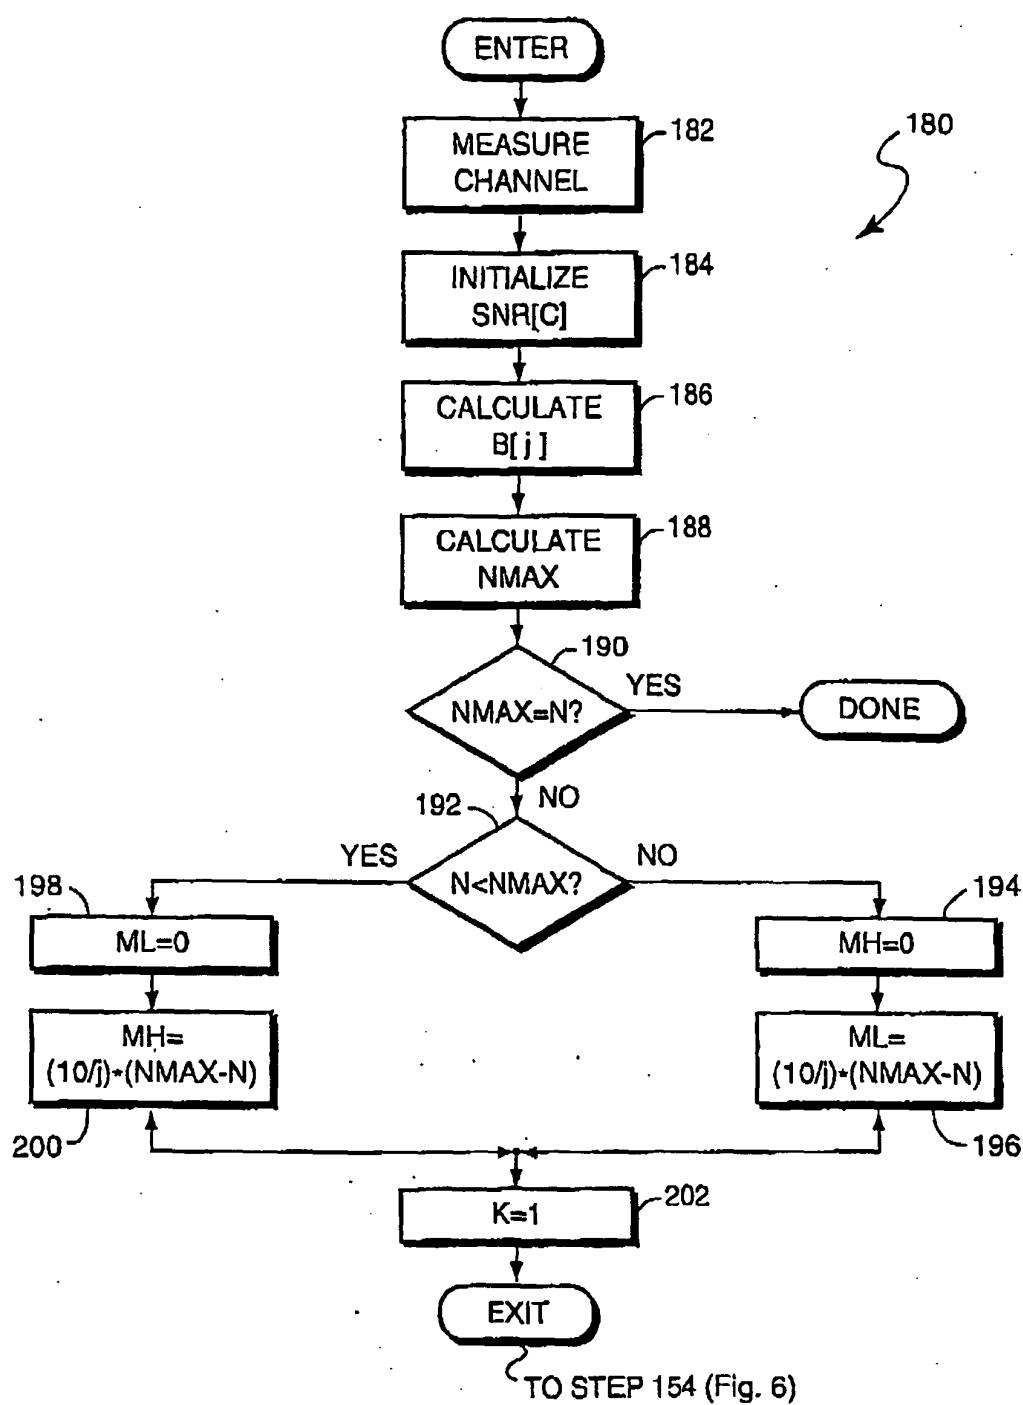 ENTER
MEASURE
CHANNEL
182
180
INITIALIZE
SNR[C]
184
CALCULATE
B[j]
186
CALCULATE
NMAX
188
190
NMAX=N?
YES
DONE
NO
192
N<NMAX?
YES
NO
198
ML=0
194
MH=0
MH=
(10/j)*(NMAX-N)
200
ML=
(10/j)*(NMAX-N)
196
K=1
202
EXIT
TO STEP 154 (Fig. 6)